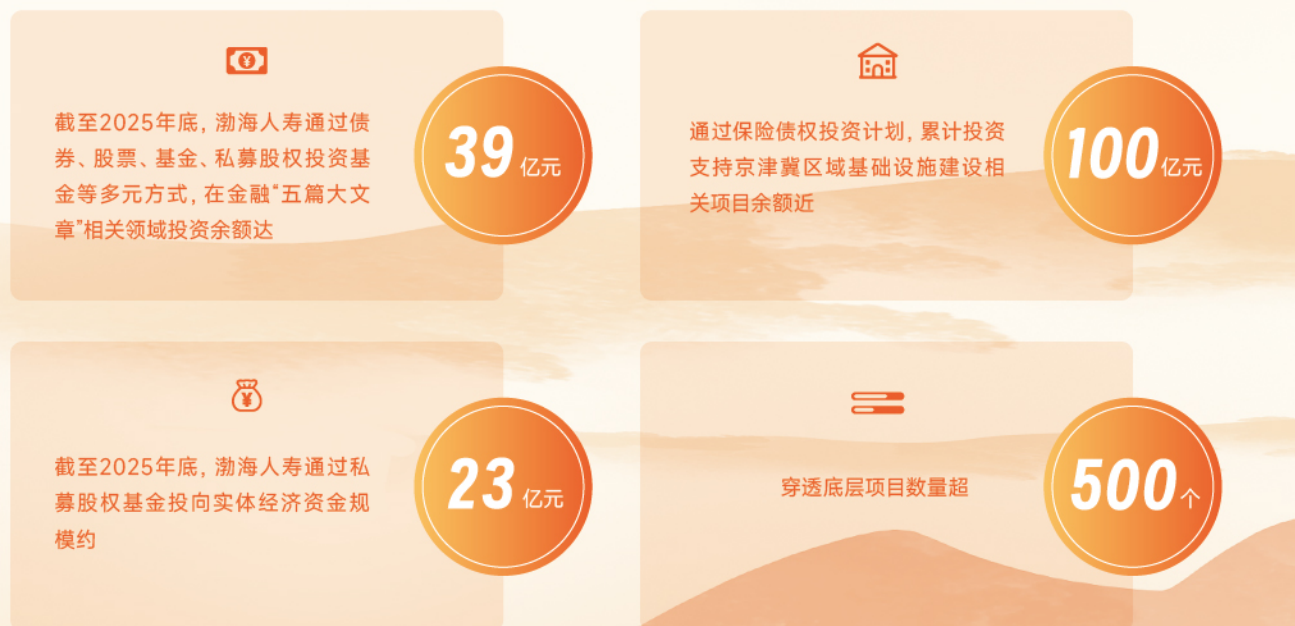 截至2025年底，渤海人寿通过债
券、股票、基金、私募股权投资基
金等多元方式，在金融“五篇大文
章”相关领域投资余额达
39亿元
通过保险债权投资计划，累计投资
支持京津冀区域基础设施建设相
关项目余额近
100亿元
截至2025年底，渤海人寿通过私
募股权基金投向实体经济资金规
模约
23亿元
穿透底层项目数量超
500个